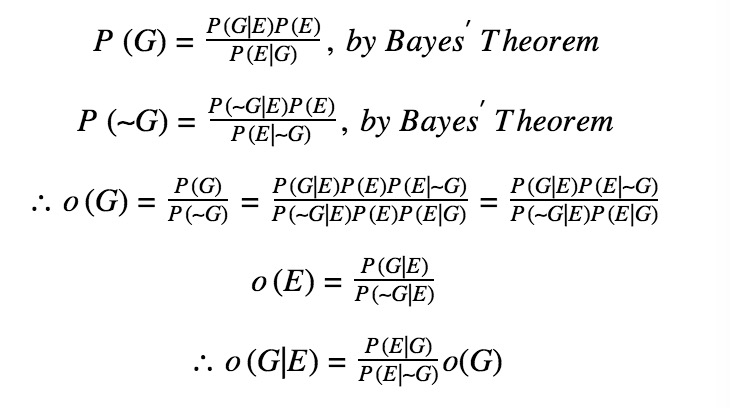 P (G) = P(G|E)P(E) / P(E|G) , by Bayes′ Theorem
P (~G) = P(~G|E)P(E) / P(E|~G) , by Bayes′ Theorem
∴ o (G) = P(G) / P(~G) = P(G|E)P(E)P(E|~G) / P(~G|E)P(E)P(E|G) = P(G|E)P(E|~G) / P(~G|E)P(E|G)
o (E) = P(G|E) / P(~G|E)
∴ o (G|E) = P(E|G) / P(E|~G) o(G)